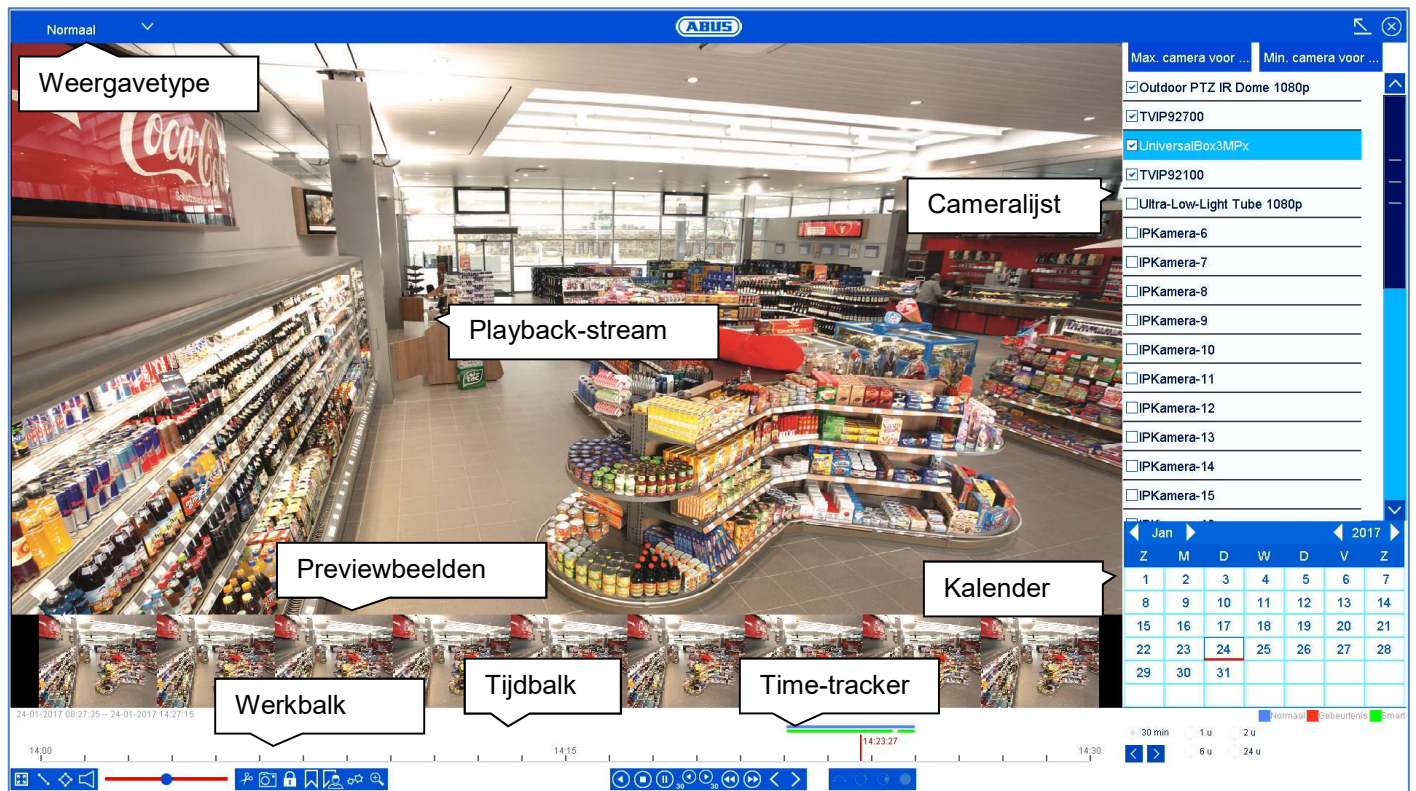 Normaal
ABUS
Weergavetype
Max. camera voor ...
Min. camera voor ...
Outdoor PTZ IR Dome 1080p
TVIP92700
UniversalBox3MPx
TVIP92100
Ultra-Low-Light Tube 1080p
IPKamera-6
IPKamera-7
IPKamera-8
IPKamera-9
IPKamera-10
IPKamera-11
IPKamera-12
IPKamera-13
IPKamera-14
IPKamera-15
Coca-Cola
Cameralijst
Playback-stream
tic tac
Previewbeelden
Kalender
Jan
2017
Z M D W D V Z
1 2 3 4 5 6 7
8 9 10 11 12 13 14
15 16 17 18 19 20 21
22 23 24 25 26 27 28
29 30 31
Werkbalk
Tijdbalk
Time-tracker
24-01-2017 08:27:35 -- 24-01-2017 14:27:15
Normaal Gebeurtenis Smart
30 min 1 u 2 u
6 u 24 u
14:00
14:15
14:23:27
14:30
30
30